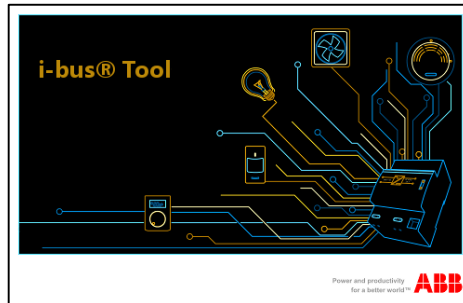 i-bus® Tool
Power and productivity
for a better world™
ABB